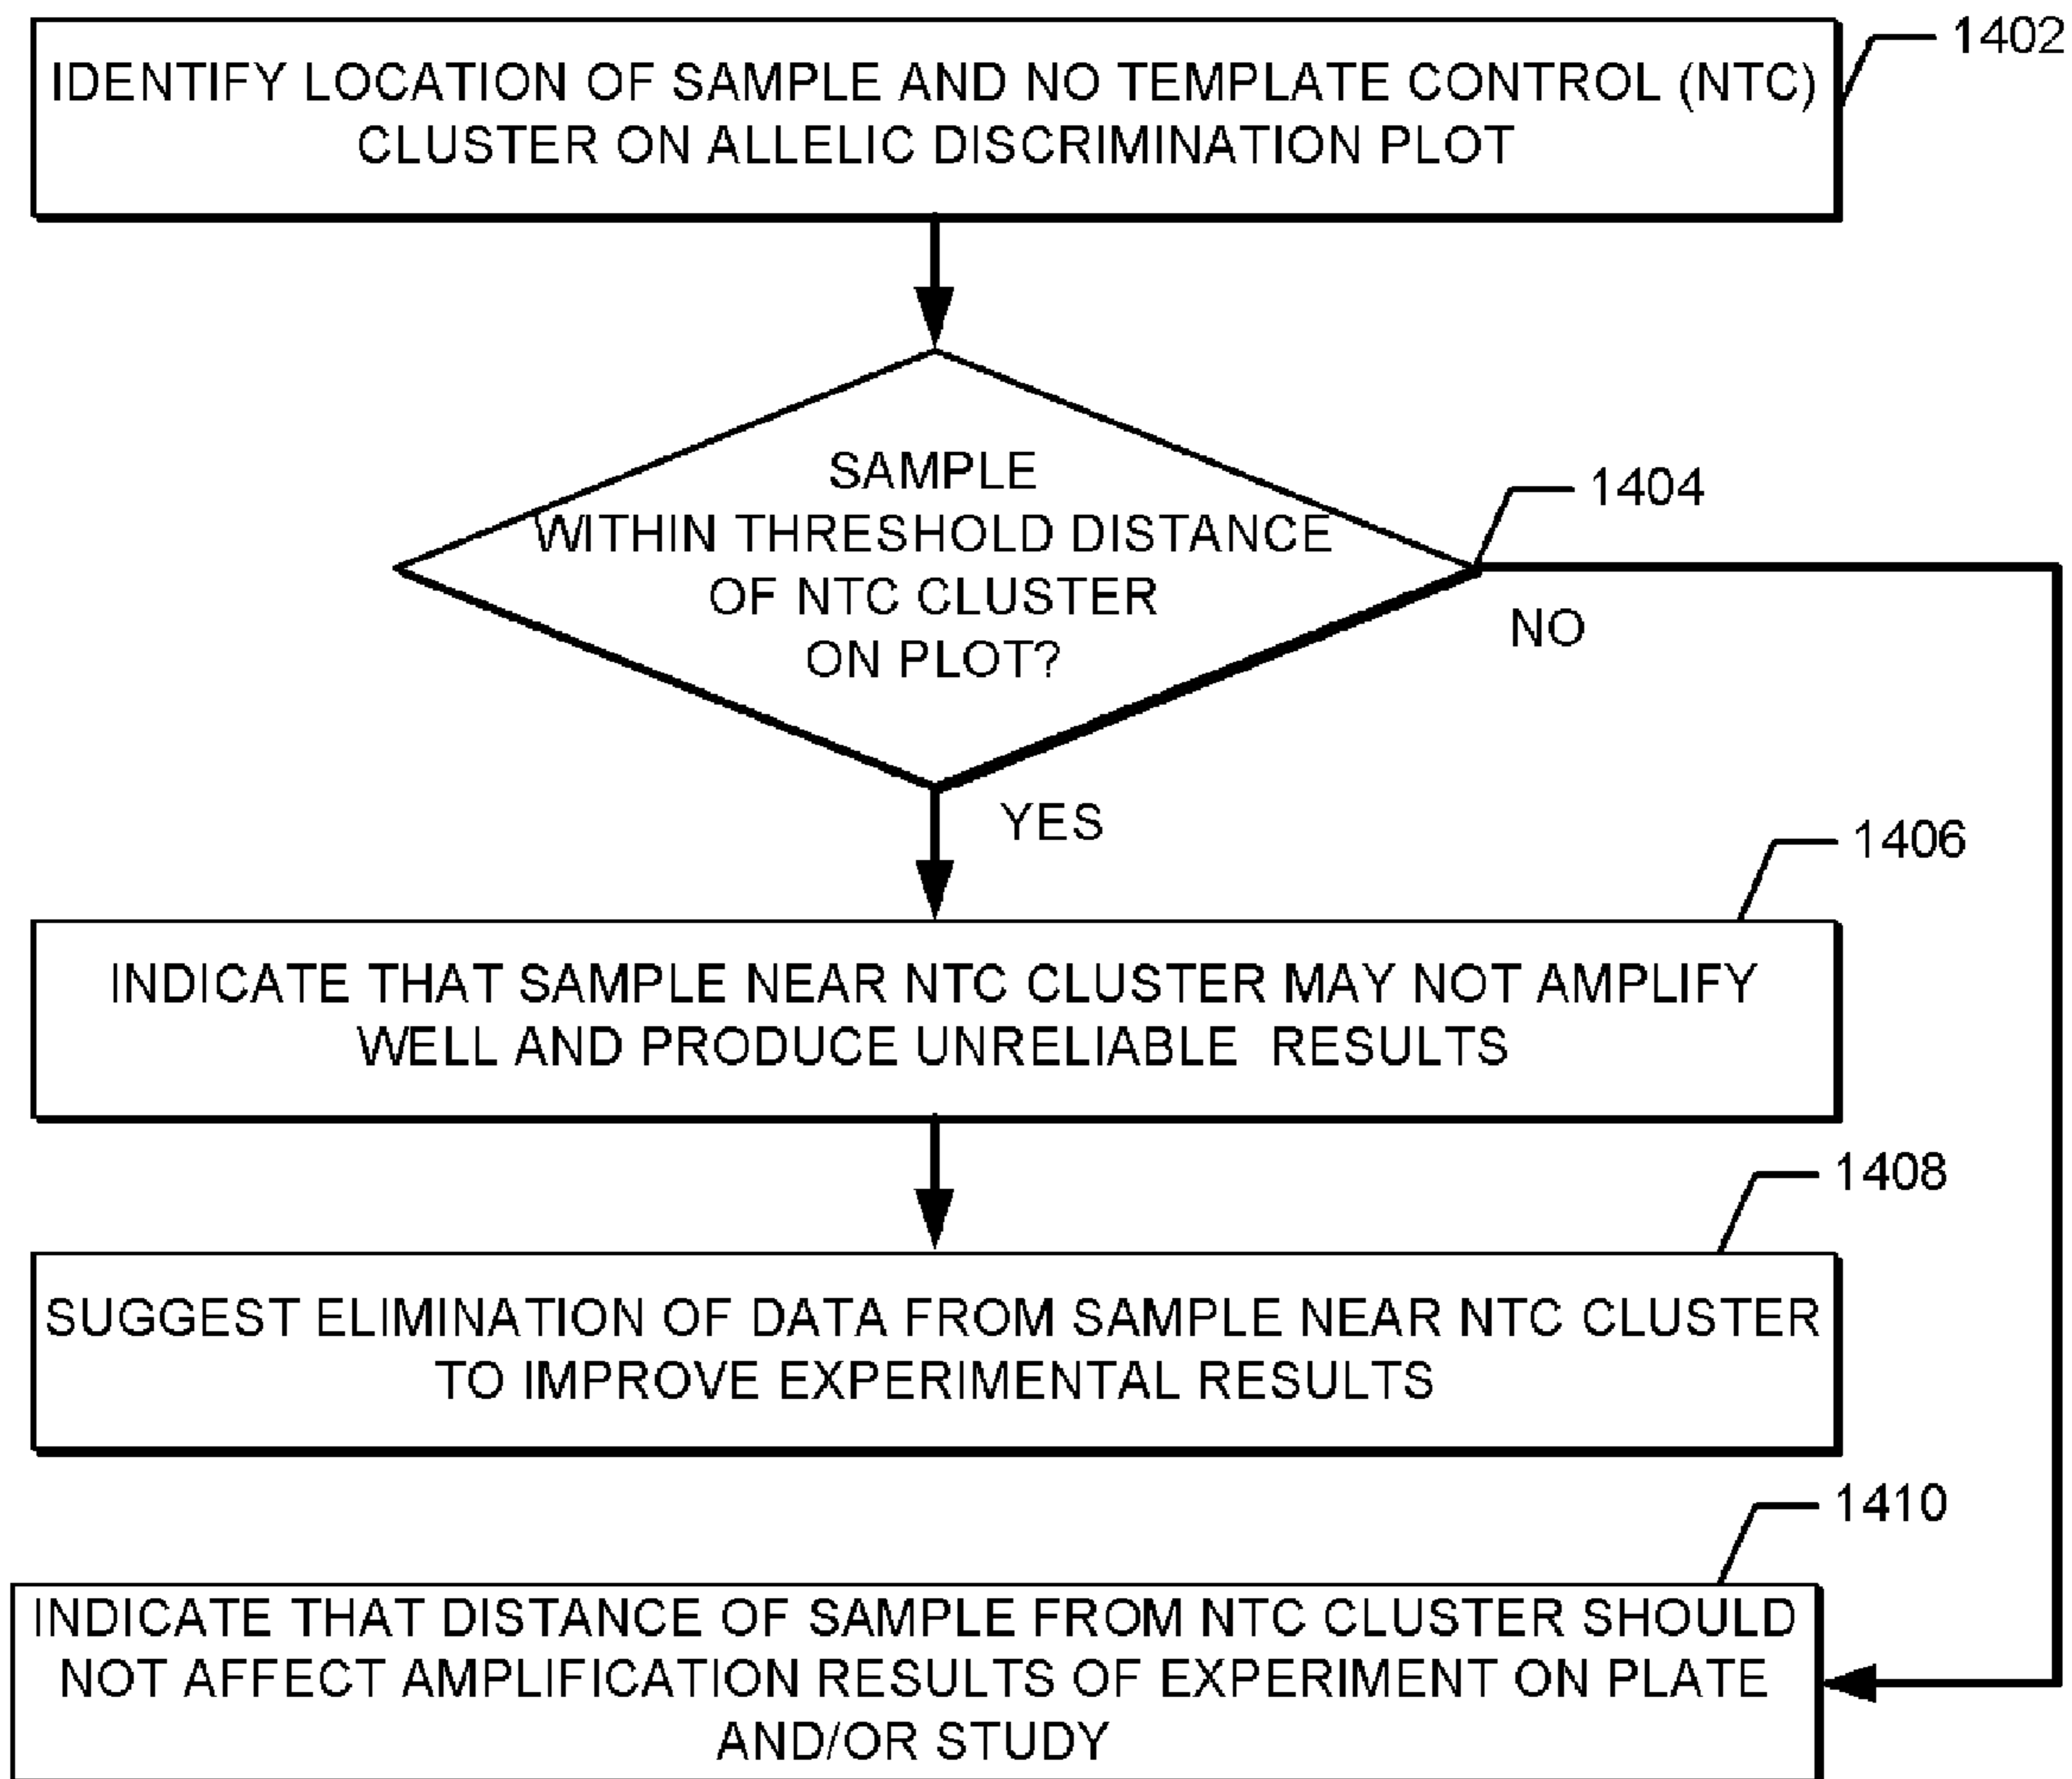 1402
IDENTIFY LOCATION OF SAMPLE AND NO TEMPLATE CONTROL (NTC)
CLUSTER ON ALLELIC DISCRIMINATION PLOT
SAMPLE
WITHIN THRESHOLD DISTANCE
OF NTC CLUSTER
ON PLOT?
1404
NO
YES
1406
INDICATE THAT SAMPLE NEAR NTC CLUSTER MAY NOT AMPLIFY
WELL AND PRODUCE UNRELIABLE RESULTS
1408
SUGGEST ELIMINATION OF DATA FROM SAMPLE NEAR NTC CLUSTER
TO IMPROVE EXPERIMENTAL RESULTS
1410
INDICATE THAT DISTANCE OF SAMPLE FROM NTC CLUSTER SHOULD
NOT AFFECT AMPLIFICATION RESULTS OF EXPERIMENT ON PLATE
AND/OR STUDY